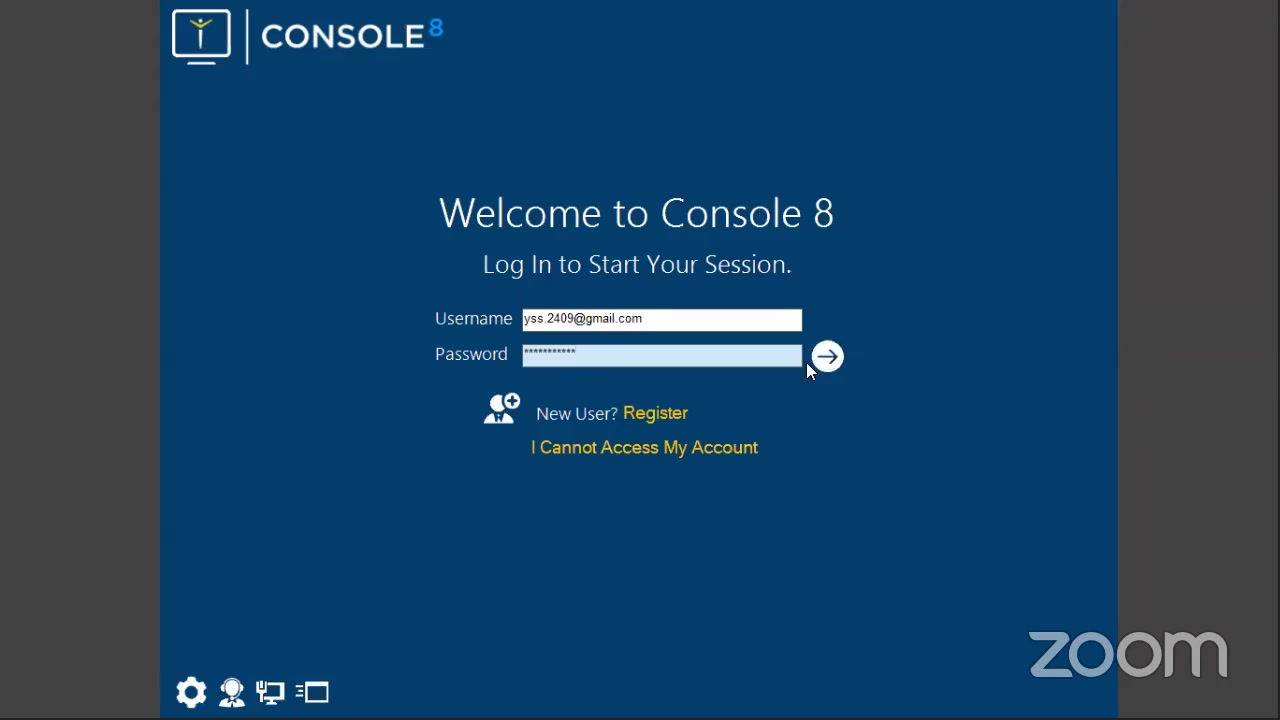 CONSOLE 8
Welcome to Console 8
Log In to Start Your Session.
Username yss.2409@gmail.com
Password ***********
New User? Register
I Cannot Access My Account
zoom